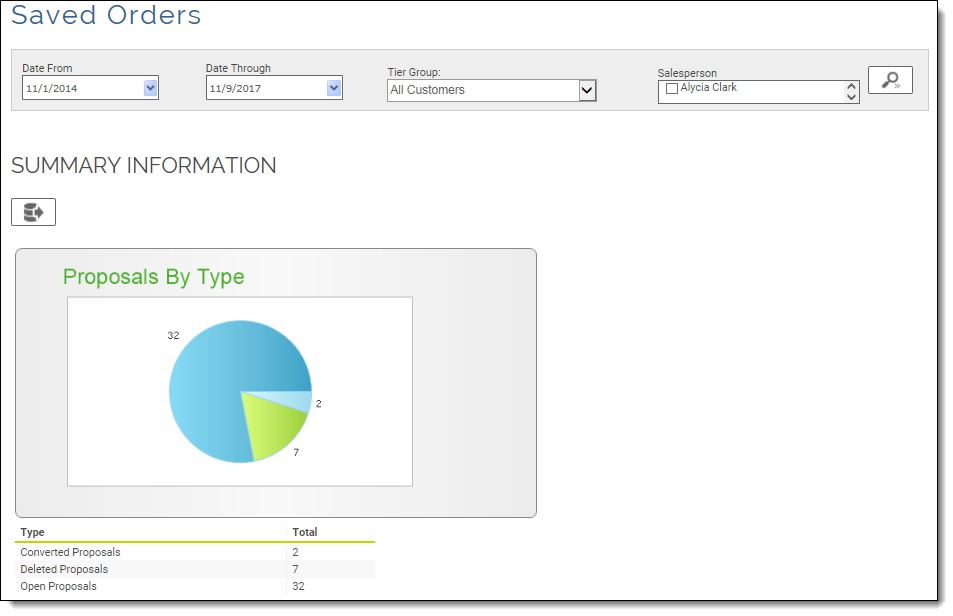 Saved Orders
Date From
Date Through
Tier Group:
Salesperson
11/1/2014
11/9/2017
All Customers
Alycia Clark
SUMMARY INFORMATION
Proposals By Type
32
2
7
Type Total
Converted Proposals 2
Deleted Proposals 7
Open Proposals 32